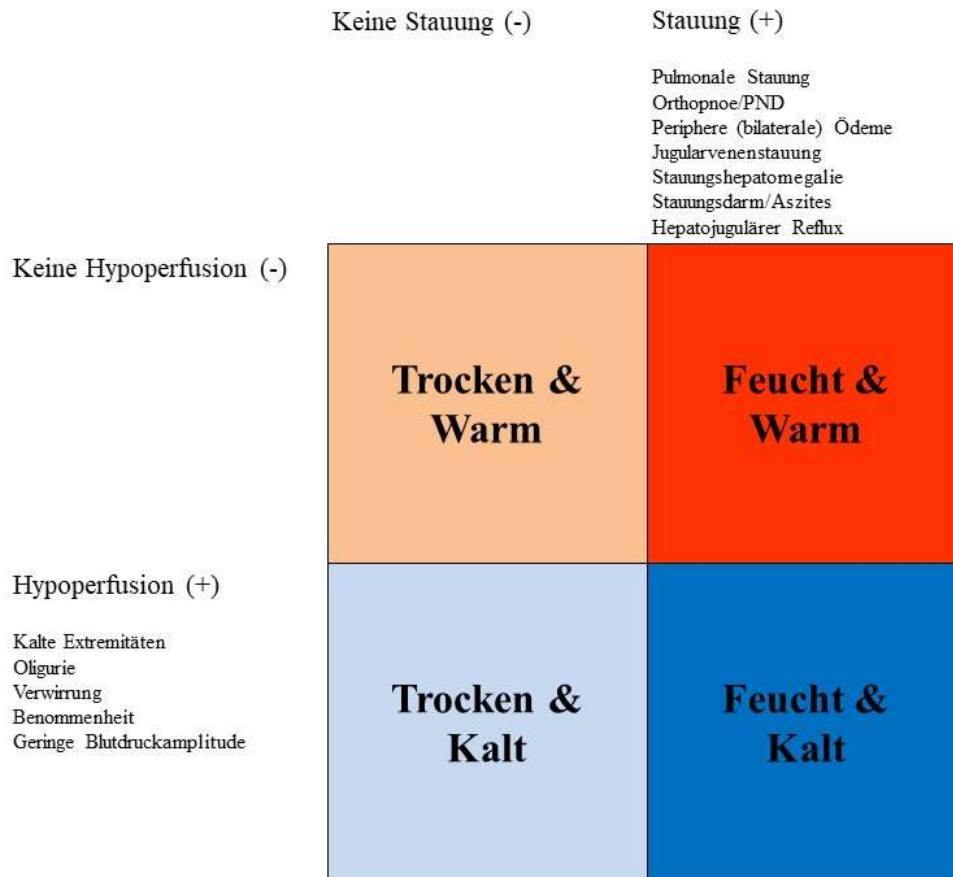 Keine Stauung (-)
Stauung (+)
Pulmonale Stauung
Orthopnoe/PND
Periphere (bilaterale) Ödeme
Jugularvenenstauung
Stauungshepatomegalie
Stauungsdarm/Aszites
Hepatojugulärer Reflux
Keine Hypoperfusion (-)
Trocken &
Warm
Feucht &
Warm
Hypoperfusion (+)
Kalte Extremitäten
Oligurie
Verwirrung
Benommenheit
Geringe Blutdruckamplitude
Trocken &
Kalt
Feucht &
Kalt